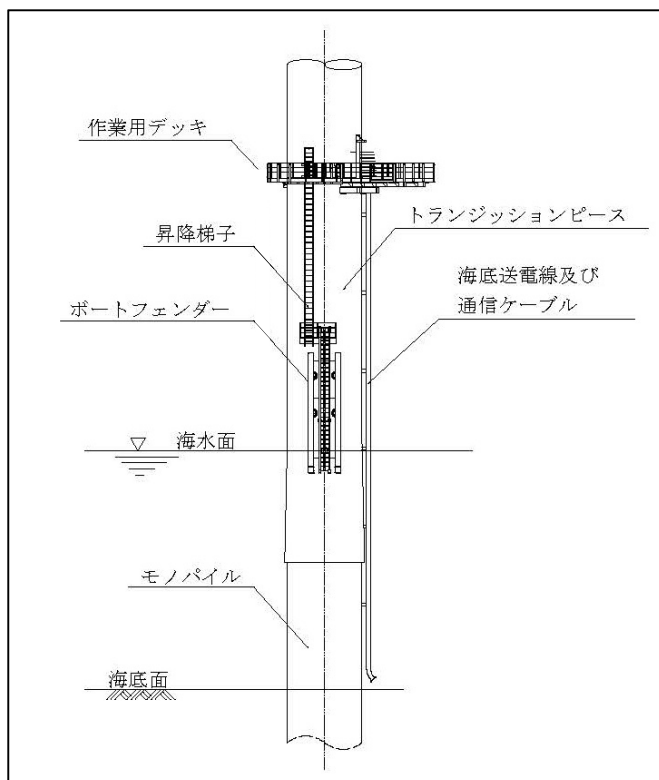 作業用デッキ
トランジッションピース
昇降梯子
海底送電線及び
通信ケーブル
ボートフェンダー
海水面
モノパイル
海底面